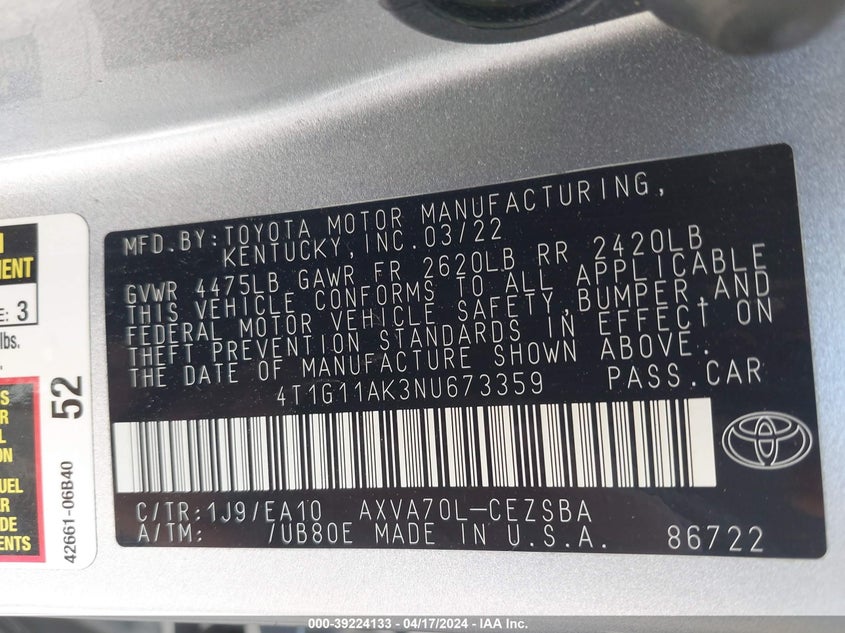 MFD.BY:TOYOTA MOTOR MANUFACTURING,
KENTUCKY,INC.03/22
GVWR 4475LB GAWR FR 2620LB RR 2420LB
THIS VEHICLE CONFORMS TO ALL APPLICABLE
FEDERAL MOTOR VEHICLE SAFETY,BUMPER,AND
THEFT PREVENTION STANDARDS IN EFFECT ON
THE DATE OF MANUFACTURE SHOWN ABOVE.
4T1G11AK3NU673359 PASS.CAR
C/TR:1J9/EA10 AXVA70L-CEZSBA
A/TM: /UB80E MADE IN U.S.A. 86722
E: 3
lbs.
52
42661-06B40
000-39224133 - 04/17/2024 - IAA Inc.